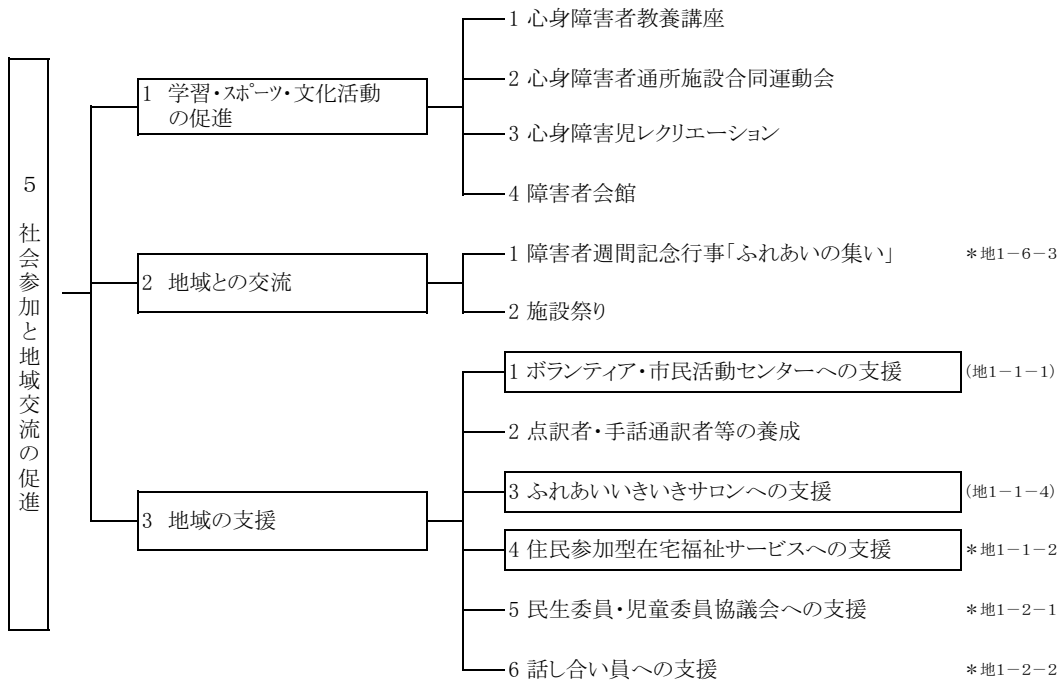 5 社会参加と地域交流の促進
1 学習・スポーツ・文化活動
の促進
1 心身障害者教養講座
2 心身障害者通所施設合同運動会
3 心身障害児レクリエーション
4 障害者会館
2 地域との交流
1 障害者週間記念行事「ふれあいの集い」 *地1-6-3
2 施設祭り
3 地域の支援
1 ボランティア・市民活動センターへの支援 (地1-1-1)
2 点訳者・手話通訳者等の養成
3 ふれあいいきいきサロンへの支援 (地1-1-4)
4 住民参加型在宅福祉サービスへの支援 *地1-1-2
5 民生委員・児童委員協議会への支援 *地1-2-1
6 話し合い員への支援 *地1-2-2